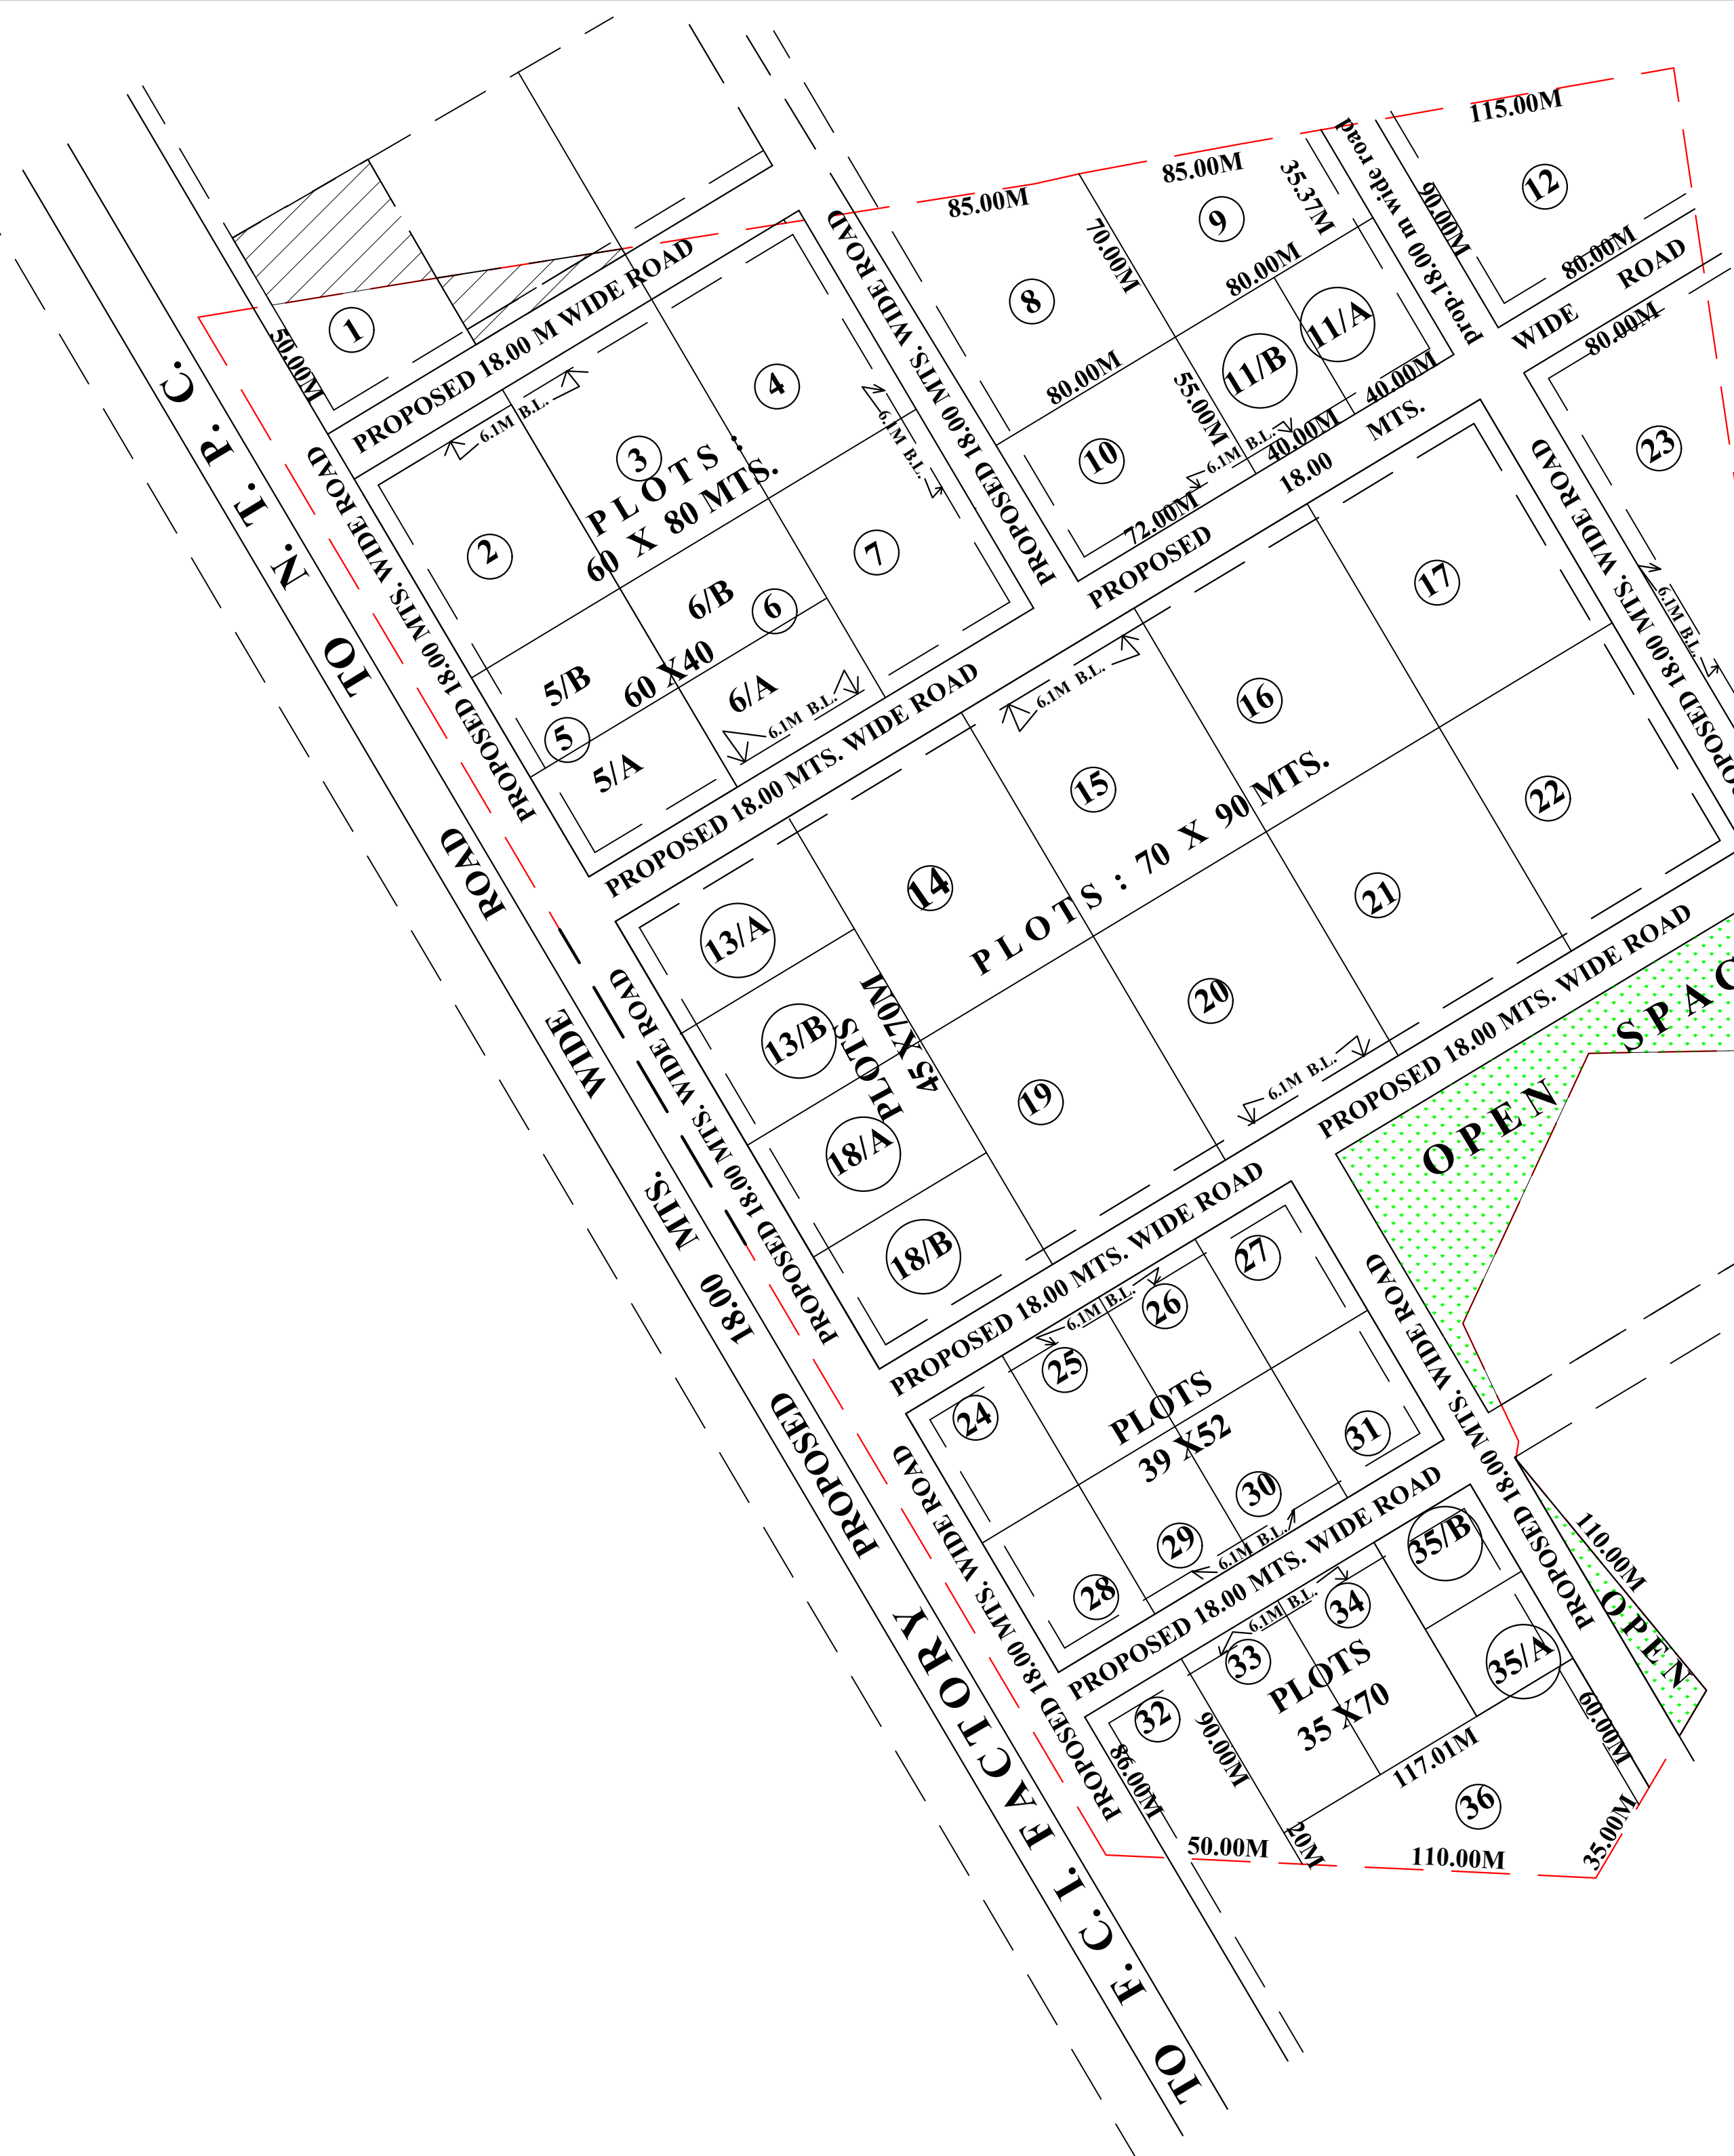 115.00M
12
96.00M
80.00M
prop.18.00 m wide road
85.00M
9
35.37M
85.00M
70.00M
8
80.00M
11/A
11/B
40.00M
40.00M
6.1M B.L.
55.00M
80.00M
10
72.00M
PROPOSED 18.00 MTS. WIDE ROAD
80.00M
23
PROPOSED 18.00 MTS. WIDE ROAD
6.1M B.L.
PROPOSED 18.00 MTS. WIDE ROAD
1
50.00M
PROPOSED 18.00 M WIDE ROAD
6.1M B.L.
4
6.1M B.L.
3
PLOTS :
60 X 80 MTS.
2
7
6/B
6
5/B
60 X40
6/A
5
5/A
6.1M B.L.
PROPOSED 18.00 MTS. WIDE ROAD
PROPOSED 18.00 MTS. WIDE ROAD
17
16
6.1M B.L.
15
14
13/A
PLOTS : 70 X 90 MTS.
22
21
20
19
13/B
PLOTS
45 X70M
18/A
18/B
6.1M B.L.
PROPOSED 18.00 MTS. WIDE ROAD
PROPOSED 18.00 MTS. WIDE ROAD
PROPOSED 18.00 MTS. WIDE ROAD
OPEN SPAC
27
6.1M B.L.
26
25
24
PLOTS
39 X52
31
30
29
28
6.1M B.L.
PROPOSED 18.00 MTS. WIDE ROAD
PROPOSED 18.00 MTS. WIDE ROAD
PROPOSED 18.00 MTS. WIDE ROAD
110.00M
OPEN
35/B
34
6.1M B.L.
33
32
PLOTS
35 X70
35/A
98.00M
90.00M
117.01M
69.00M
36
20M
50.00M
110.00M
35.00M
TO N. T. P. C.
TO F. C. I. FACTORY PROPOSED 18.00 MTS. WIDE ROAD